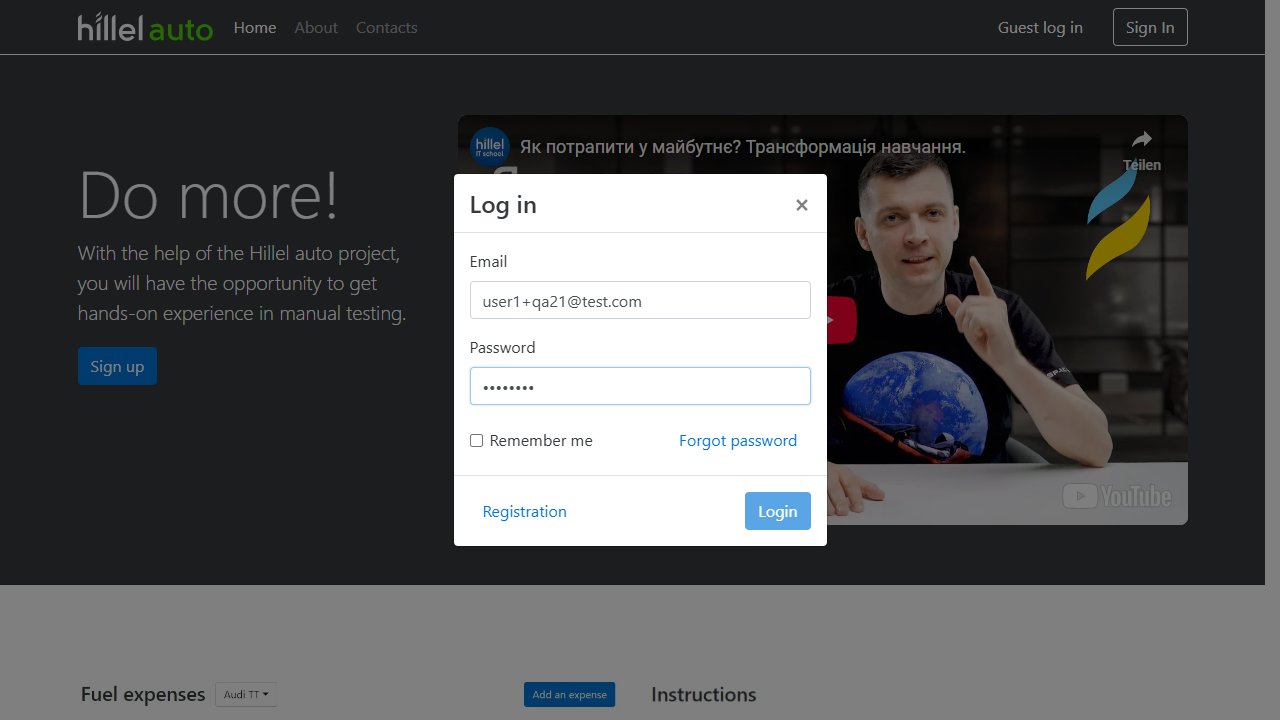 hillel auto Home About Contacts Guest log in Sign In
hillel
IT school
Як потрапити у майбутнє? Трансформація навчання.
Teilen
Do more!
With the help of the Hillel auto project,
you will have the opportunity to get
hands-on experience in manual testing.
Sign up
Log in ×
Email
user1+qa21@test.com
Password
••••••••
Remember me Forgot password
Registration Login
YouTube
Fuel expenses Audi TT Add an expense Instructions